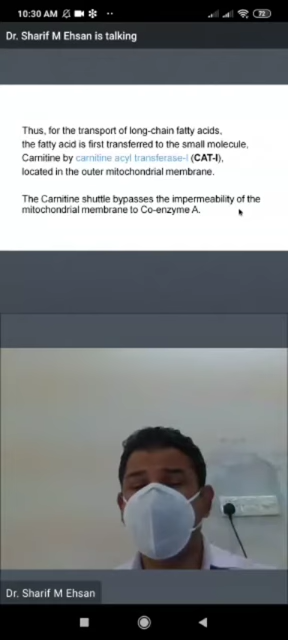 10:30 AM
72
Dr. Sharif M Ehsan is talking
Thus, for the transport of long-chain fatty acids,
the fatty acid is first transferred to the small molecule,
Carnitine by carnitine acyl transferase-I (CAT-I),
located in the outer mitochondrial membrane.
The Carnitine shuttle bypasses the impermeability of the
mitochondrial membrane to Co-enzyme A.
Dr. Sharif M Ehsan